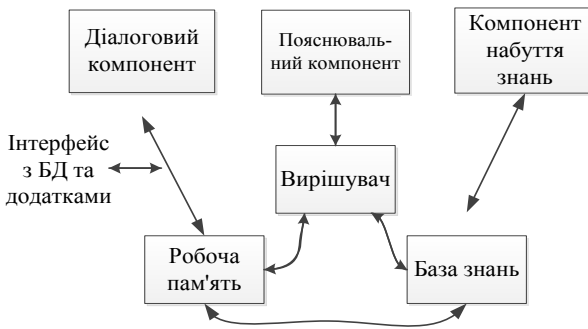 Діалоговий
компонент
Пояснюваль-
ний компонент
Компонент
набуття
знань
Інтерфейс
з БД та
додатками
Вирішувач
Робоча
пам'ять
База знань